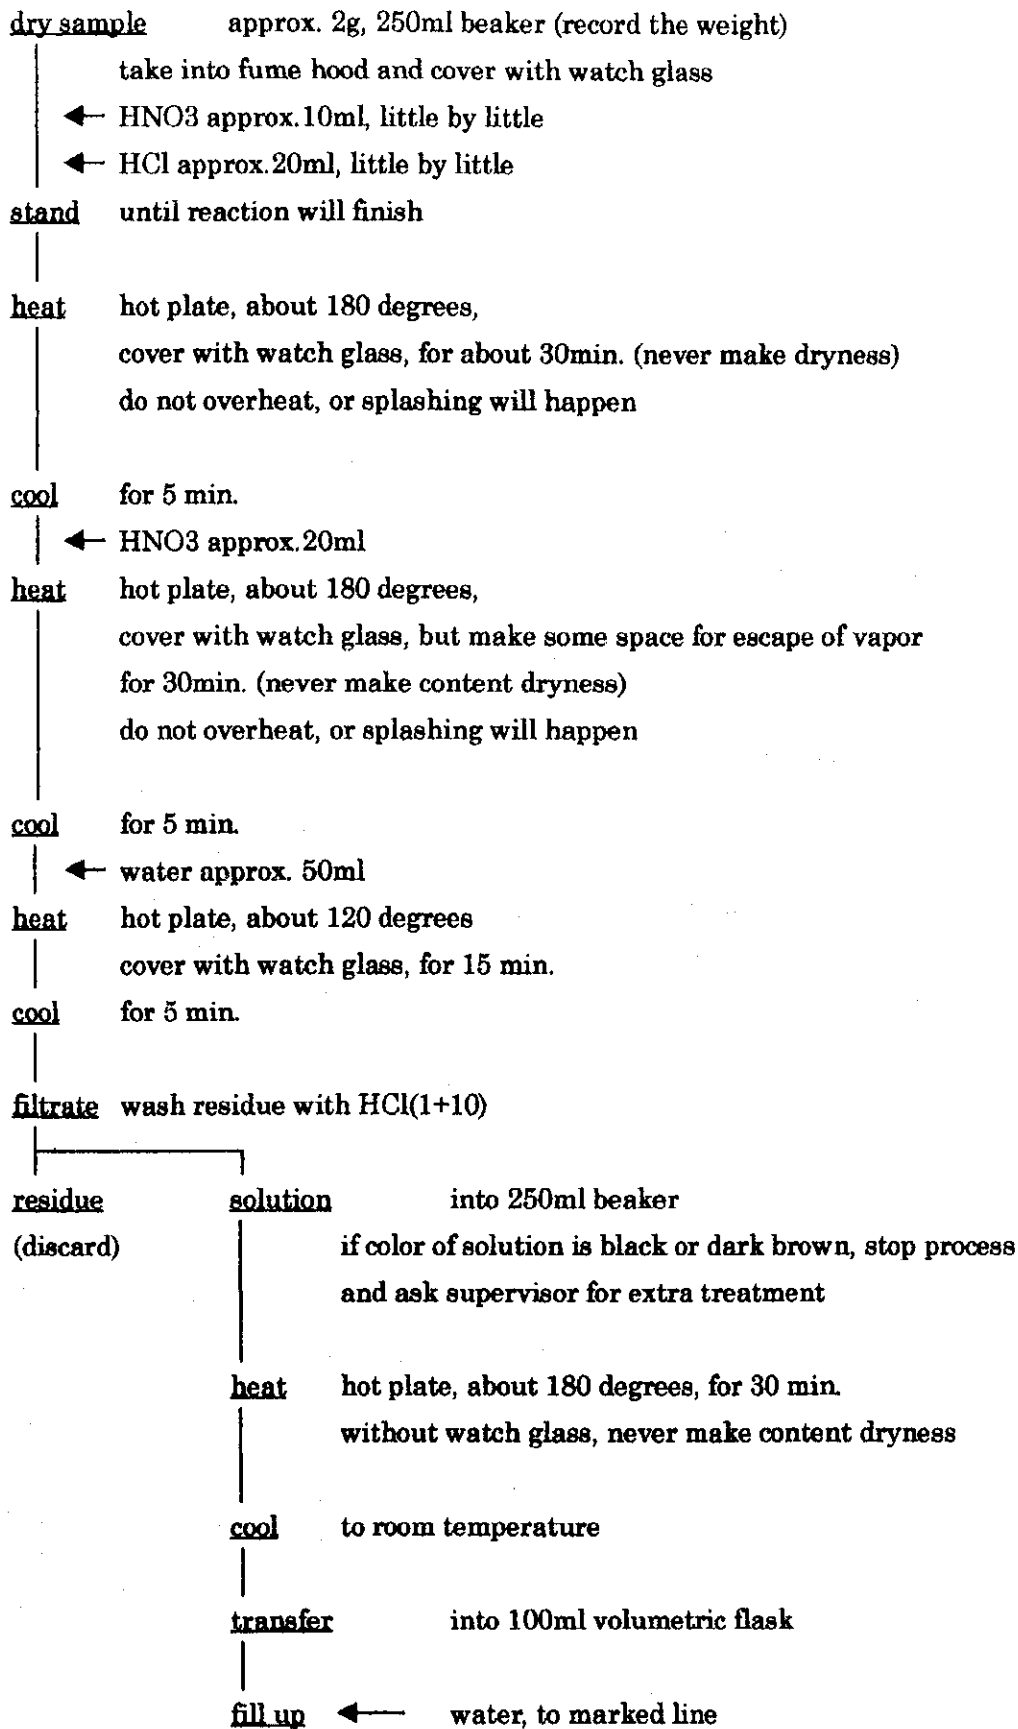 dry sample approx. 2g, 250ml beaker (record the weight)
take into fume hood and cover with watch glass
HNO3 approx.10ml, little by little
HCl approx.20ml, little by little
stand until reaction will finish
heat hot plate, about 180 degrees,
cover with watch glass, for about 30min. (never make dryness)
do not overheat, or splashing will happen
cool for 5 min.
HNO3 approx.20ml
heat hot plate, about 180 degrees,
cover with watch glass, but make some space for escape of vapor
for 30min. (never make content dryness)
do not overheat, or splashing will happen
cool for 5 min.
water approx. 50ml
heat hot plate, about 120 degrees
cover with watch glass, for 15 min.
cool for 5 min.
filtrate wash residue with HCl(1+10)
residue solution into 250ml beaker
(discard) if color of solution is black or dark brown, stop process
and ask supervisor for extra treatment
heat hot plate, about 180 degrees, for 30 min.
without watch glass, never make content dryness
cool to room temperature
transfer into 100ml volumetric flask
fill up water, to marked line